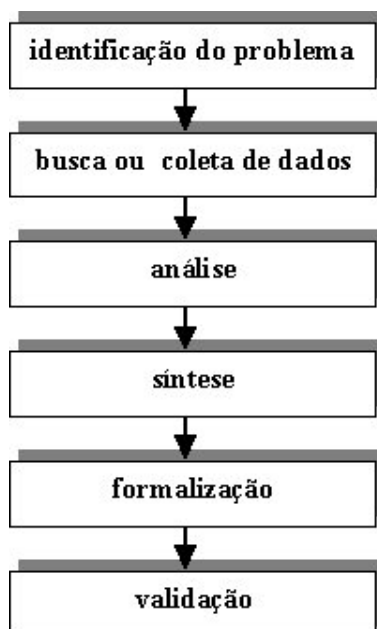 identificação do problema
busca ou coleta de dados
análise
síntese
formalização
validação